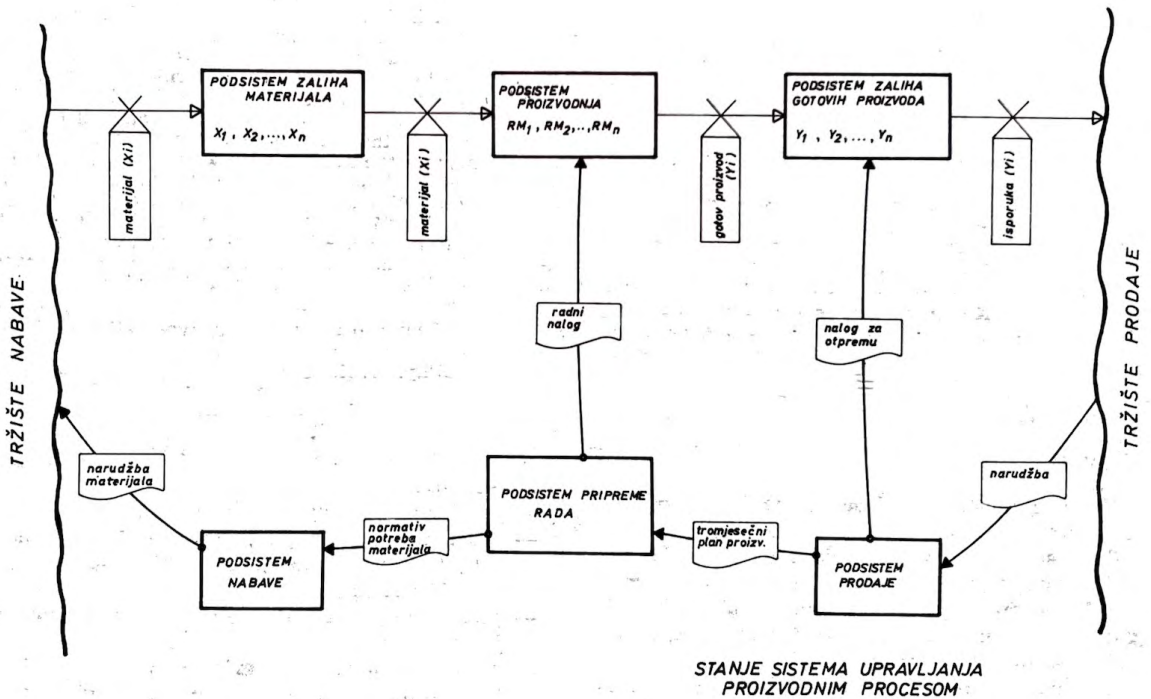 PODSISTEM ZALIHA
MATERIJALA
X1 , X2 , ... , Xn
PODSISTEM
PROIZVODNJA
RM1 , RM2 , .. , RMn
PODSISTEM ZALIHA
GOTOVIH PROIZVODA
Y1 , Y2 , ... , Yn
materijal (Xi)
materijal (Xi)
gotov proizvod
(Yi)
isporuka (Yi)
TRŽIŠTE NABAVE
TRŽIŠTE PRODAJE
radni
nalog
nalog za
otpremu
narudžba
materijala
normativ
potreba
materijala
PODSISTEM PRIPREME
RADA
tromjesečni
plan proizv.
narudžba
PODSISTEM
NABAVE
PODSISTEM
PRODAJE
STANJE SISTEMA UPRAVLJANJA
PROIZVODNIM PROCESOM